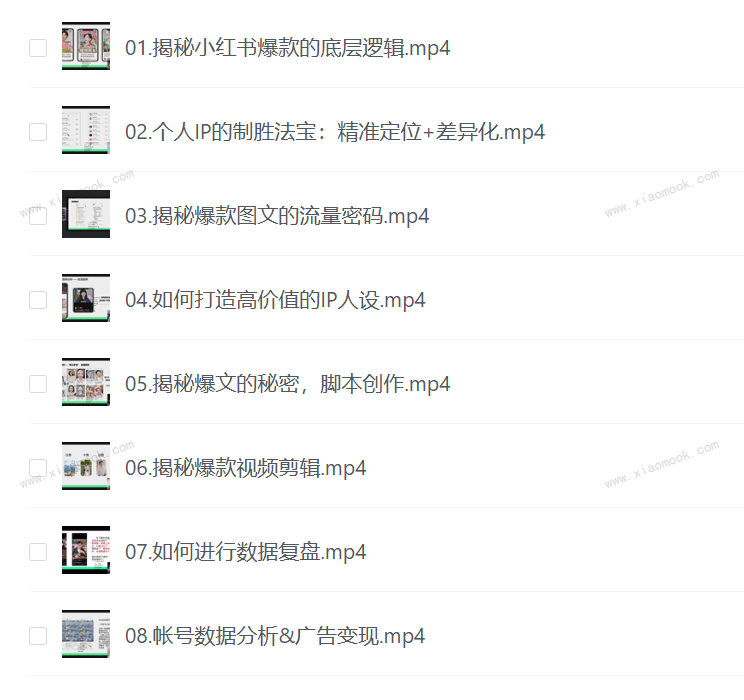 01.揭秘小红书爆款的底层逻辑.mp4
02.个人IP的制胜法宝：精准定位+差异化.mp4
www.xiaomook.com
www.xiaomook.com
03.揭秘爆款图文的流量密码.mp4
04.如何打造高价值的IP人设.mp4
05.揭秘爆文的秘密，脚本创作.mp4
www.xiaomook.com
www.xiaomook.com
06.揭秘爆款视频剪辑.mp4
07.如何进行数据复盘.mp4
08.帐号数据分析&广告变现.mp4